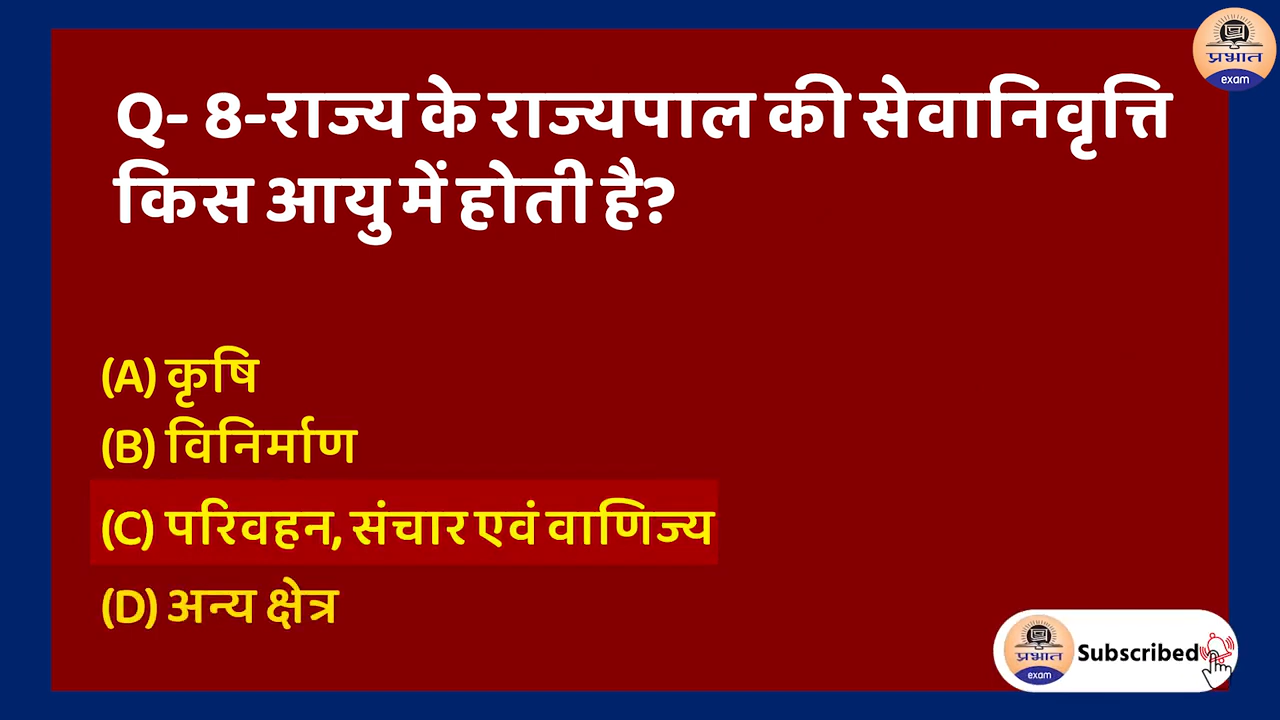 प्रभात
exam
Q- 8-राज्य के राज्यपाल की सेवानिवृत्ति
किस आयु में होती है?
(A) कृषि
(B) विनिर्माण
(C) परिवहन, संचार एवं वाणिज्य
(D) अन्य क्षेत्र
प्रभात
exam
Subscribed